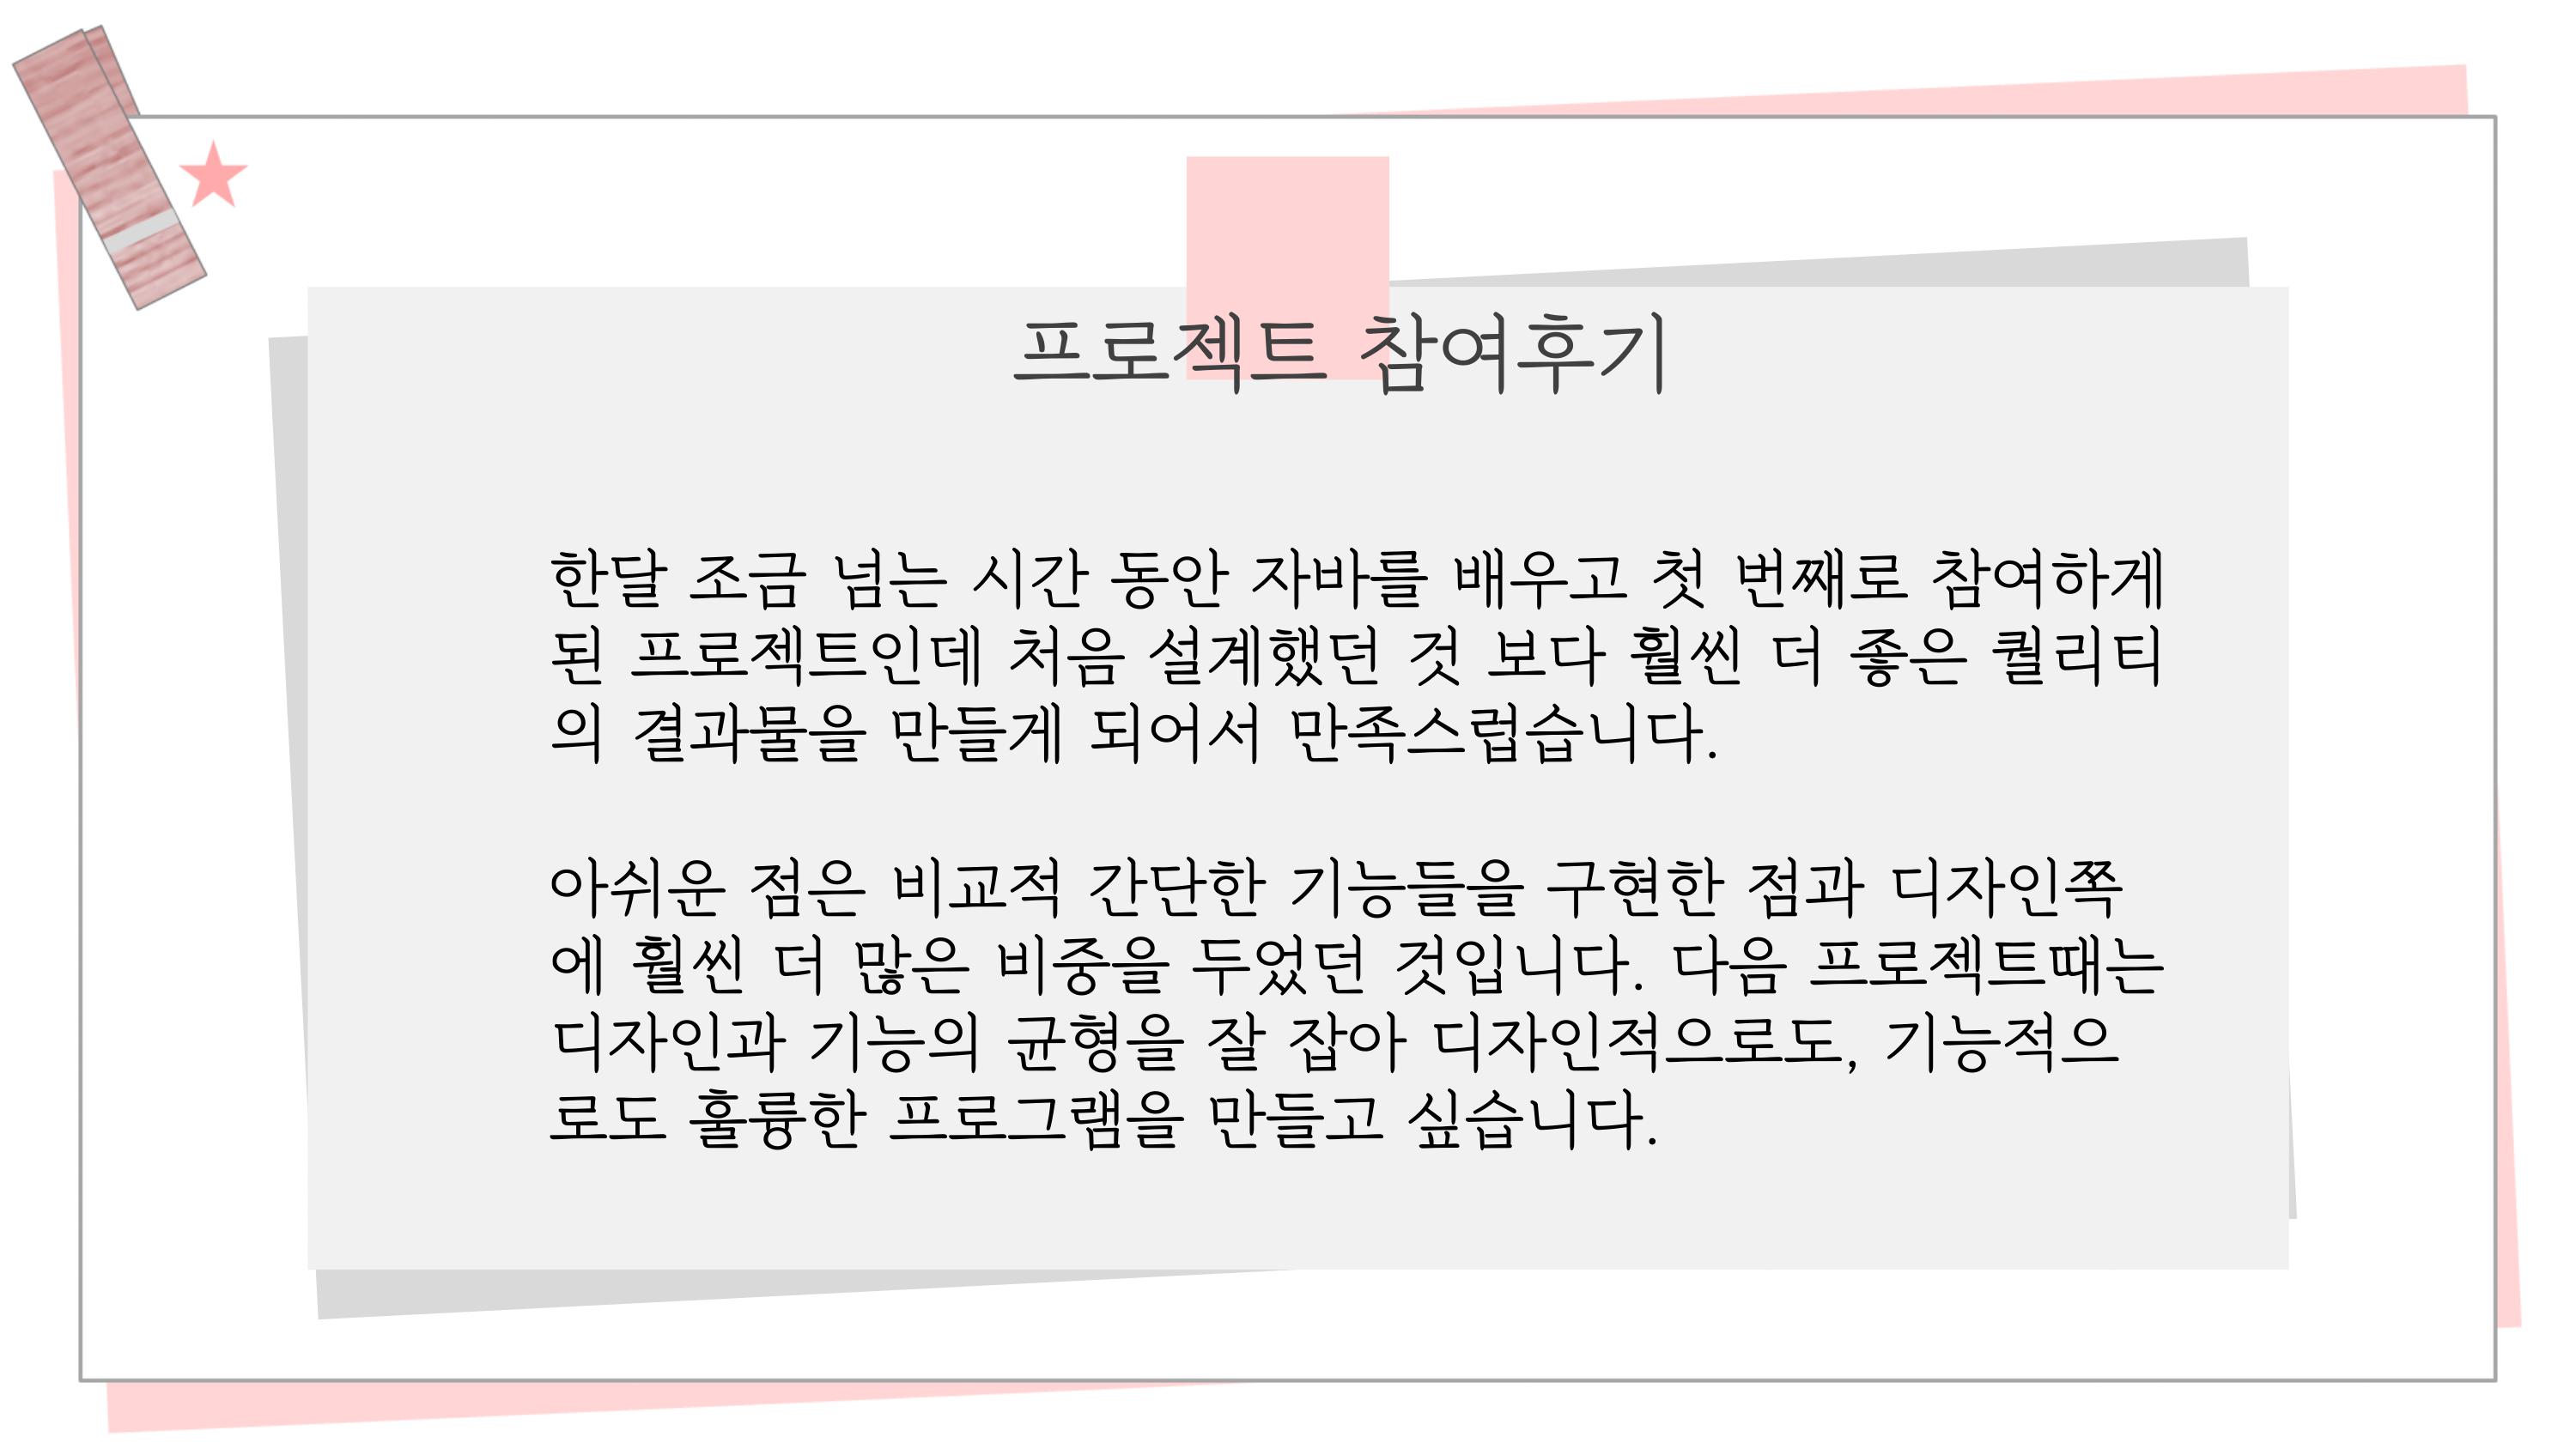 프로젝트 참여후기
한달 조금 넘는 시간 동안 자바를 배우고 첫 번째로 참여하게
된 프로젝트인데 처음 설계했던 것 보다 훨씬 더 좋은 퀄리티
의 결과물을 만들게 되어서 만족스럽습니다.
아쉬운 점은 비교적 간단한 기능들을 구현한 점과 디자인쪽
에 훨씬 더 많은 비중을 두었던 것입니다. 다음 프로젝트때는
디자인과 기능의 균형을 잘 잡아 디자인적으로도, 기능적으
로도 훌륭한 프로그램을 만들고 싶습니다.